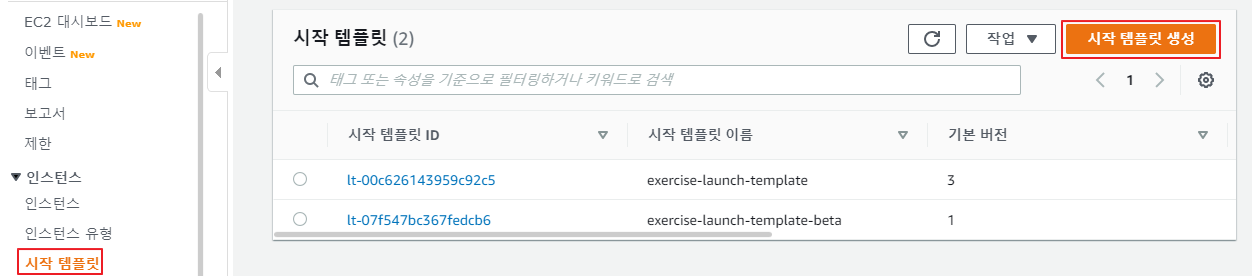 EC2 대시보드 New
이벤트 New
태그
보고서
제한
인스턴스
인스턴스
인스턴스 유형
시작 템플릿
시작 템플릿 (2)
작업
시작 템플릿 생성
태그 또는 속성을 기준으로 필터링하거나 키워드로 검색
1
시작 템플릿 ID 시작 템플릿 이름 기본 버전
lt-00c626143959c92c5 exercise-launch-template 3
lt-07f547bc367fedcb6 exercise-launch-template-beta 1